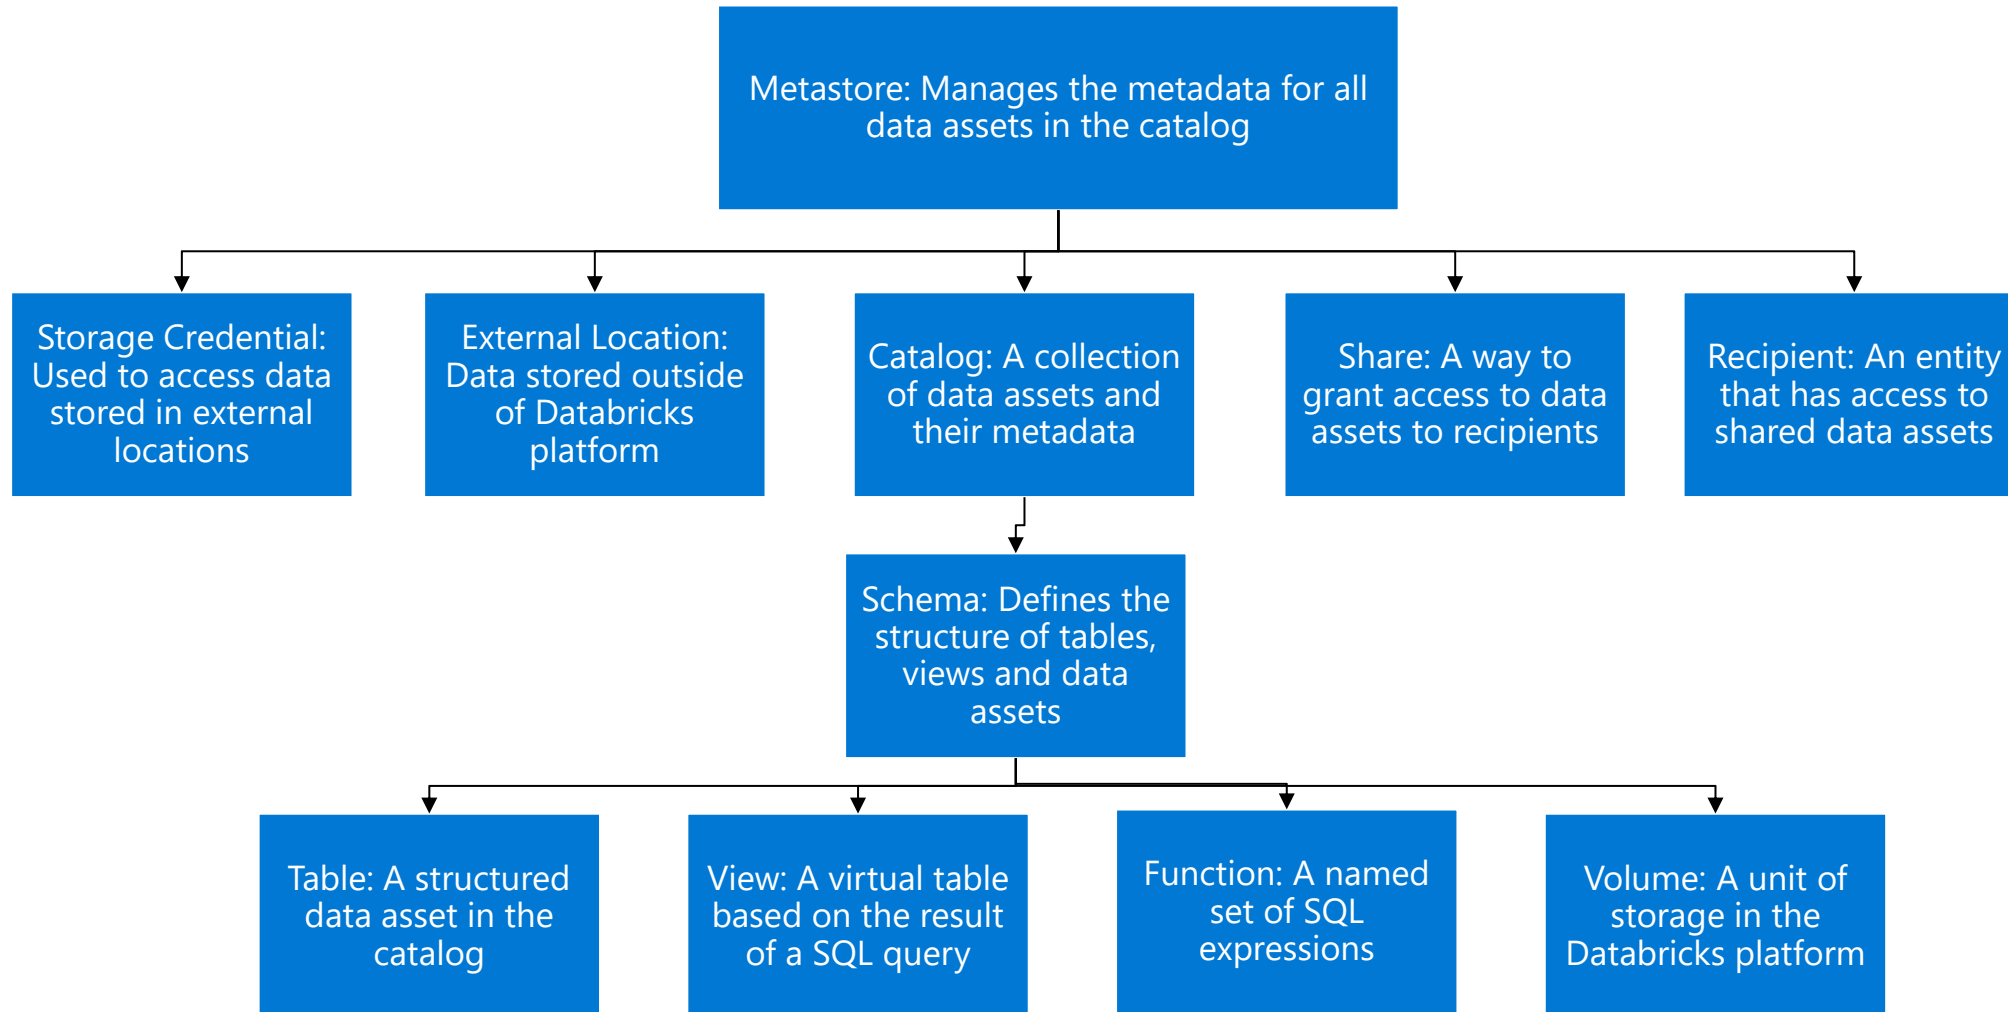 Metastore: Manages the metadata for all
data assets in the catalog
Storage Credential:
Used to access data
stored in external
locations
External Location:
Data stored outside
of Databricks
platform
Catalog: A collection
of data assets and
their metadata
Share: A way to
grant access to data
assets to recipients
Recipient: An entity
that has access to
shared data assets
Schema: Defines the
structure of tables,
views and data
assets
Table: A structured
data asset in the
catalog
View: A virtual table
based on the result
of a SQL query
Function: A named
set of SQL
expressions
Volume: A unit of
storage in the
Databricks platform